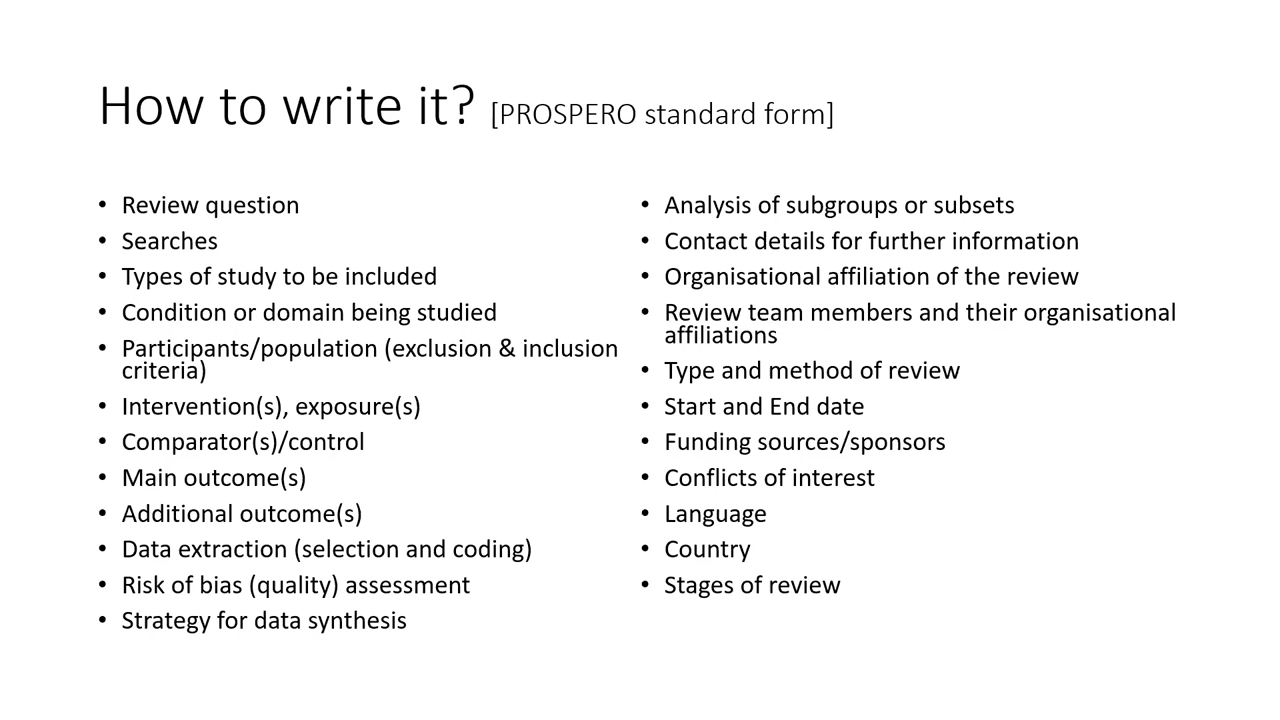 How to write it? [PROSPERO standard form]
• Review question
• Searches
• Types of study to be included
• Condition or domain being studied
• Participants/population (exclusion & inclusion
criteria)
• Intervention(s), exposure(s)
• Comparator(s)/control
• Main outcome(s)
• Additional outcome(s)
• Data extraction (selection and coding)
• Risk of bias (quality) assessment
• Strategy for data synthesis
• Analysis of subgroups or subsets
• Contact details for further information
• Organisational affiliation of the review
• Review team members and their organisational
affiliations
• Type and method of review
• Start and End date
• Funding sources/sponsors
• Conflicts of interest
• Language
• Country
• Stages of review